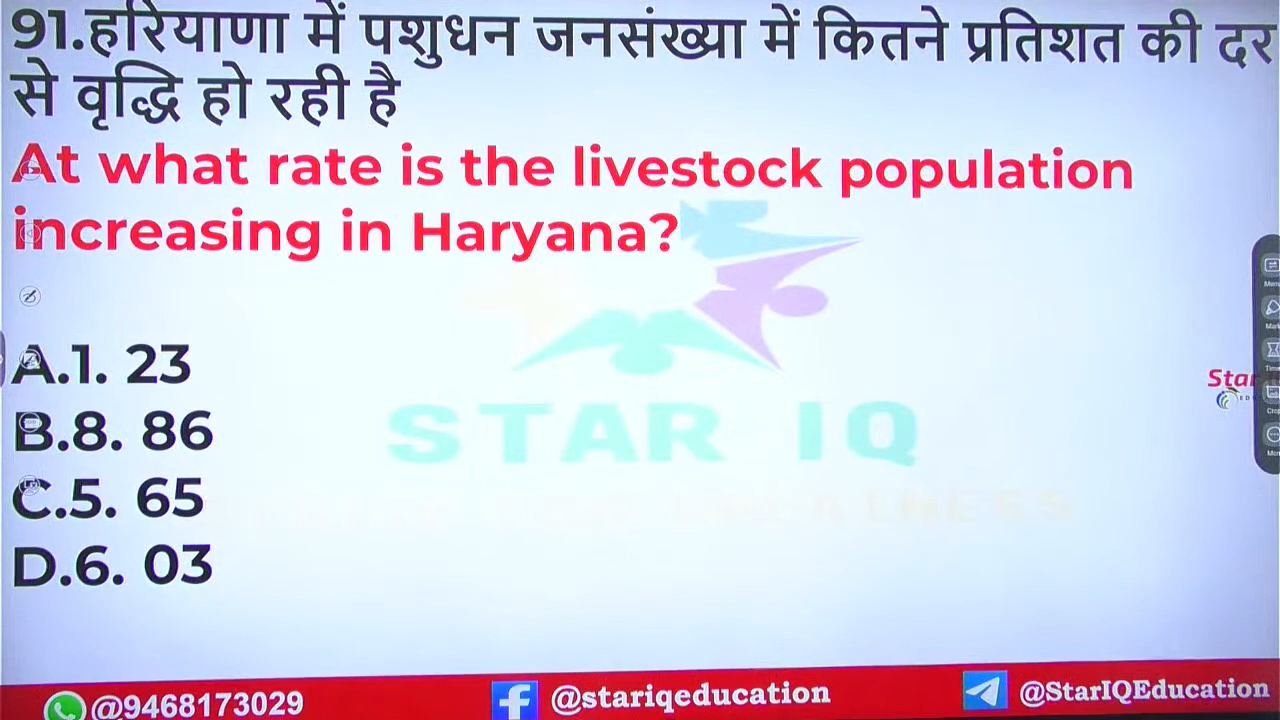 91.हरियाणा में पशुधन जनसंख्या में कितने प्रतिशत की दर
से वृद्धि हो रही है
At what rate is the livestock population
increasing in Haryana?
A.1. 23
B.8. 86
C.5. 65
D.6. 03
STAR IQ
Star
@9468173029
@stariqeducation
@StarIQEducation